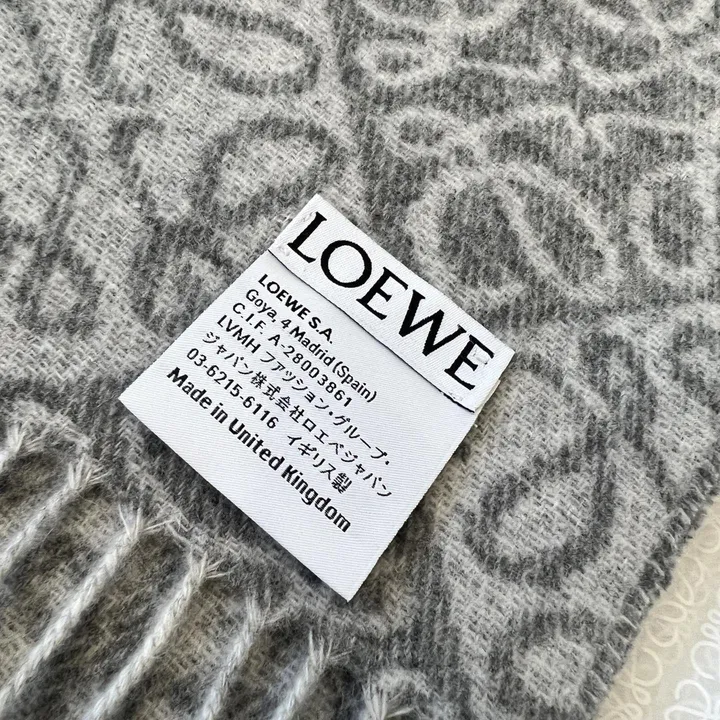 LOEWE
LOEWE S.A.
Goya, 4 Madrid (Spain)
C.I.F. A-28003861
LVMH ファッション・グループ・
ジャパン株式会社ロエベジャパン
03-6215-6116 イギリス製
Made in United Kingdom